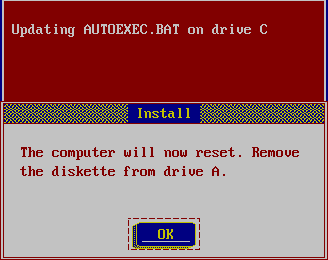 Updating AUTOEXEC.BAT on drive C
Install
The computer will now reset. Remove
the diskette from drive A.
OK